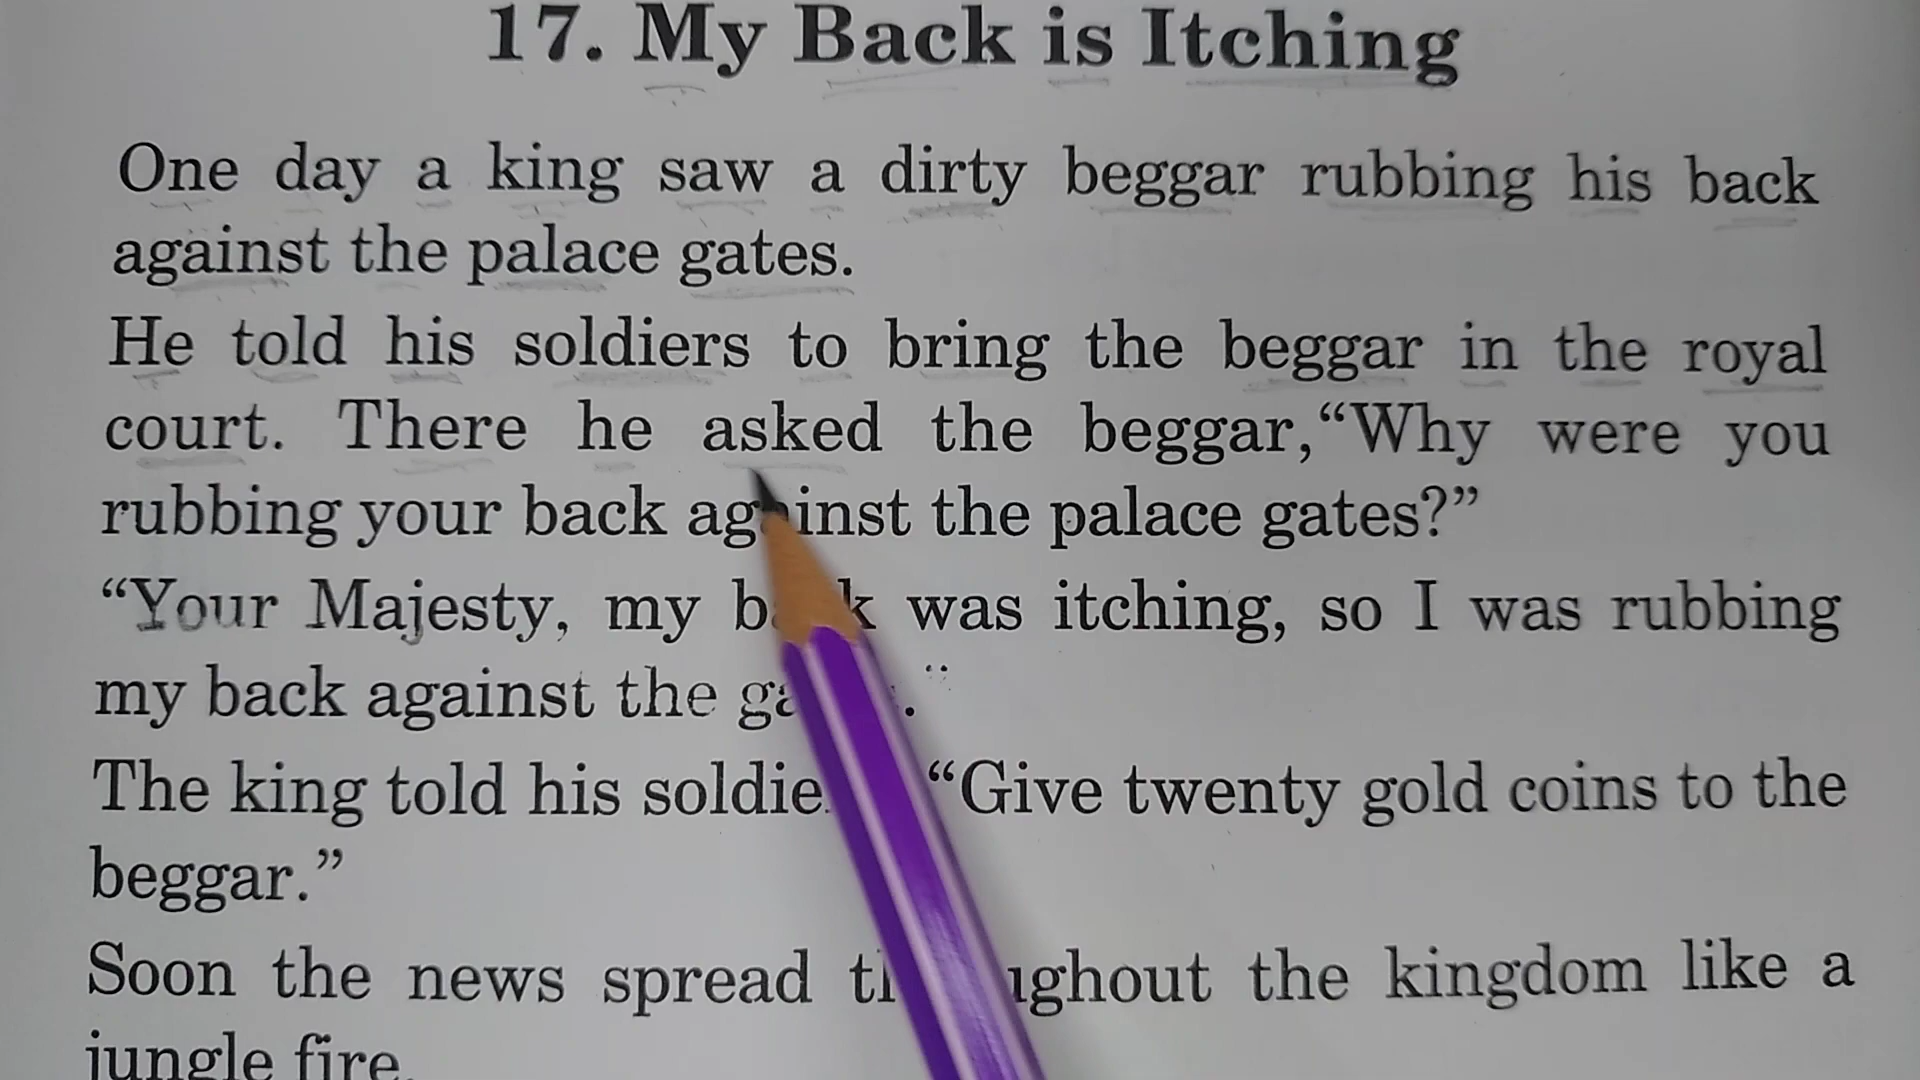 17. My Back is Itching
One day a king saw a dirty beggar rubbing his back
against the palace gates.
He told his soldiers to bring the beggar in the royal
court. There he asked the beggar,“Why were you
rubbing your back against the palace gates?”
“Your Majesty, my back was itching, so I was rubbing
my back against the
The king told his “Give twenty gold coins to the
beggar.”
Soon the news spread throughout the kingdom like a
jungle fire.